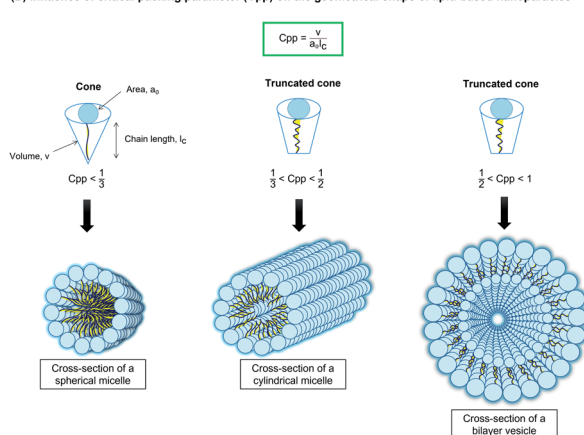 Cpp = v / a₀lc
Cone
Truncated cone
Truncated cone
Area, a₀
Chain length, lC
Volume, v
Cpp < 1/3
1/3 < Cpp < 1/2
1/2 < Cpp < 1
Cross-section of a
spherical micelle
Cross-section of a
cylindrical micelle
Cross-section of a
bilayer vesicle